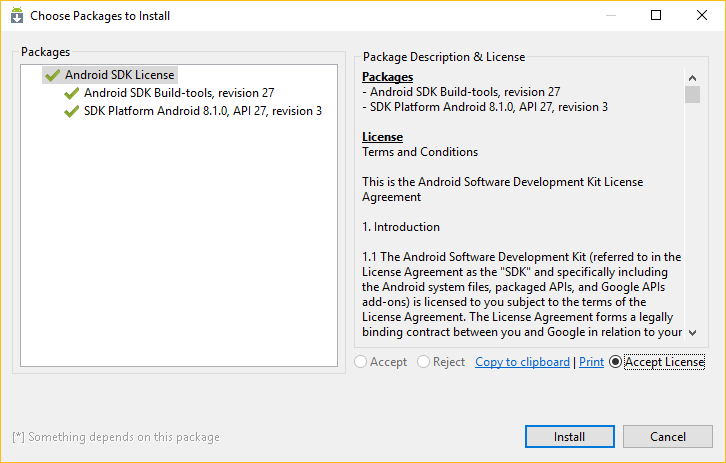 Choose Packages to Install
Packages
Android SDK License
Android SDK Build-tools, revision 27
SDK Platform Android 8.1.0, API 27, revision 3
Package Description & License
Packages
- Android SDK Build-tools, revision 27
- SDK Platform Android 8.1.0, API 27, revision 3
License
Terms and Conditions
This is the Android Software Development Kit License
Agreement
1. Introduction
1.1 The Android Software Development Kit (referred to in the
License Agreement as the "SDK" and specifically including
the Android system files, packaged APIs, and Google APIs
add-ons) is licensed to you subject to the terms of the
License Agreement. The License Agreement forms a legally
binding contract between you and Google in relation to your
Accept Reject Copy to clipboard | Print Accept License
[*] Something depends on this package
Install Cancel